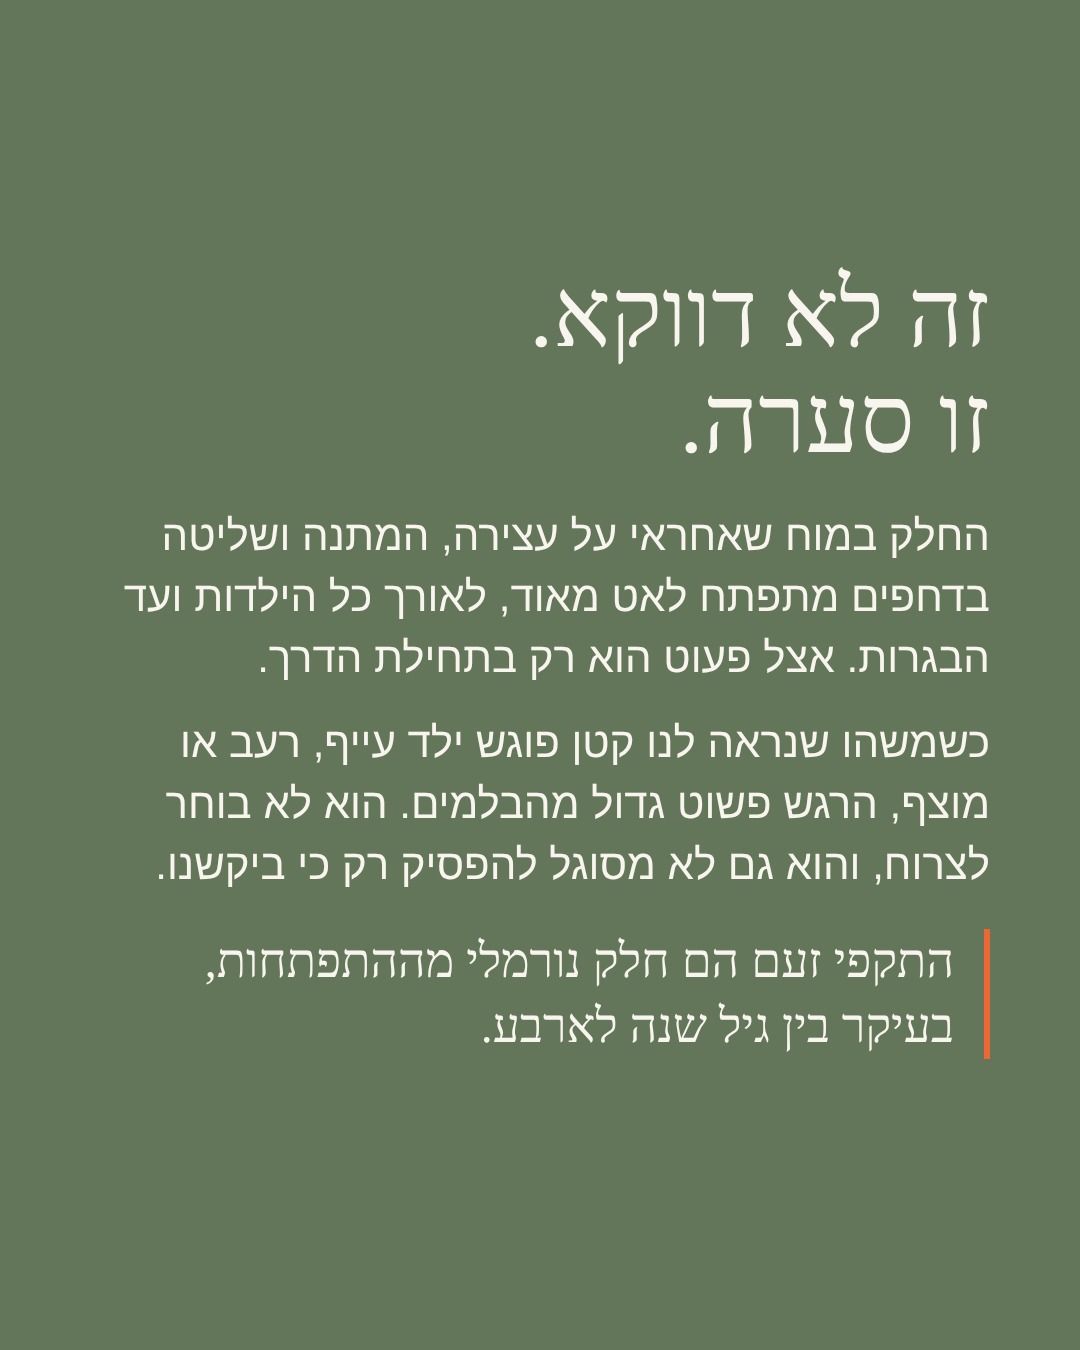 זה לא דווקא.
זו סערה.
החלק במוח שאחראי על עצירה, המתנה ושליטה
בדחפים מתפתח לאט מאוד, לאורך כל הילדות ועד
הבגרות. אצל פעוט הוא רק בתחילת הדרך.
כשמשהו שנראה לנו קטן פוגש ילד עייף, רעב או
מוצף, הרגש פשוט גדול מהבלמים. הוא לא בוחר
לצרוח, והוא גם לא מסוגל להפסיק רק כי ביקשנו.
התקפי זעם הם חלק נורמלי מההתפתחות,
בעיקר בין גיל שנה לארבע.